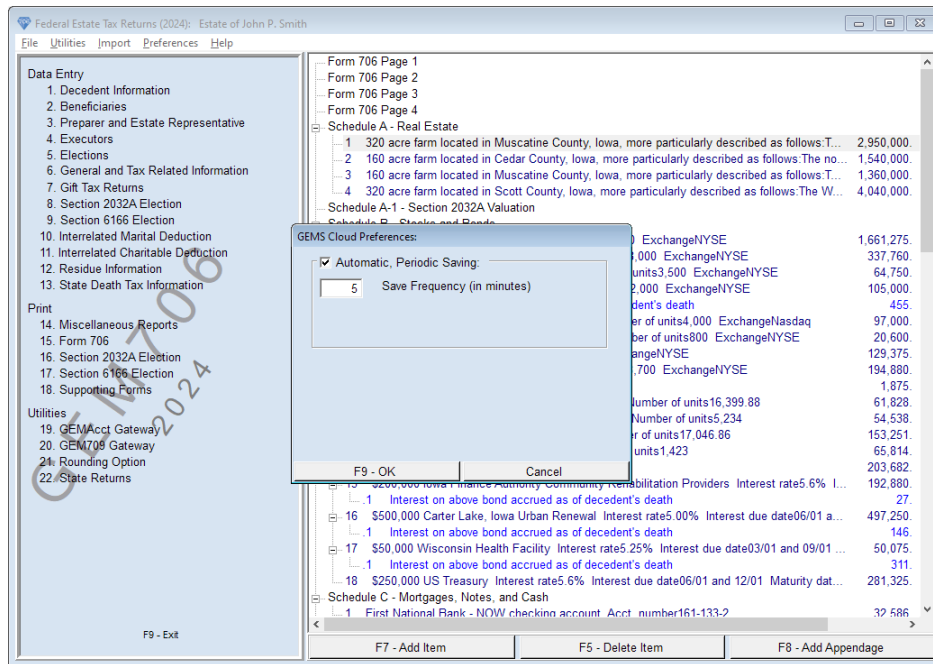 Federal Estate Tax Returns (2024): Estate of John P. Smith
File Utilities Import Preferences Help
Data Entry
1. Decedent Information
2. Beneficiaries
3. Preparer and Estate Representative
4. Executors
5. Elections
6. General and Tax Related Information
7. Gift Tax Returns
8. Section 2032A Election
9. Section 6166 Election
10. Interrelated Marital Deduction
11. Interrelated Charitable Deduction
12. Residue Information
13. State Death Tax Information
Print
14. Miscellaneous Reports
15. Form 706
16. Section 2032A Election
17. Section 6166 Election
18. Supporting Forms
Utilities
19. GEMAcct Gateway
20. GEM709 Gateway
21. Rounding Option
22. State Returns
GEM706
2024
F9 - Exit
Form 706 Page 1
Form 706 Page 2
Form 706 Page 3
Form 706 Page 4
Schedule A - Real Estate
1 320 acre farm located in Muscatine County, Iowa, more particularly described as follows:T... 2,950,000.
2 160 acre farm located in Cedar County, Iowa, more particularly described as follows:The no... 1,540,000.
3 160 acre farm located in Muscatine County, Iowa, more particularly described as follows:T... 1,360,000.
4 320 acre farm located in Scott County, Iowa, more particularly described as follows:The W... 4,040,000.
Schedule A-1 - Section 2032A Valuation
Schedule B - Stocks and Bonds
ExchangeNYSE 1,661,275.
,000 ExchangeNYSE 337,760.
units3,500 ExchangeNYSE 64,750.
2,000 ExchangeNYSE 105,000.
dent's death 455.
er of units4,000 ExchangeNasdaq 97,000.
ber of units800 ExchangeNYSE 20,600.
angeNYSE 129,375.
,700 ExchangeNYSE 194,880.
1,875.
Number of units16,399.88 61,828.
Number of units5,234 54,538.
r of units17,046.86 153,251.
units1,423 65,814.
203,682.
15 $200,000 Iowa Finance Authority Community Rehabilitation Providers Interest rate5.6% I... 192,880.
.1 Interest on above bond accrued as of decedent's death 27.
16 $500,000 Carter Lake, Iowa Urban Renewal Interest rate5.00% Interest due date06/01 a... 497,250.
.1 Interest on above bond accrued as of decedent's death 146.
17 $50,000 Wisconsin Health Facility Interest rate5.25% Interest due date03/01 and 09/01 ... 50,075.
.1 Interest on above bond accrued as of decedent's death 311.
18 $250,000 US Treasury Interest rate5.6% Interest due date06/01 and 12/01 Maturity dat... 281,325.
Schedule C - Mortgages, Notes, and Cash
1 First National Bank - NOW checking account Acct. number161-133-2 32,586.
F7 - Add Item F5 - Delete Item F8 - Add Appendage
GEMS Cloud Preferences:
Automatic, Periodic Saving:
5 Save Frequency (in minutes)
F9 - OK Cancel